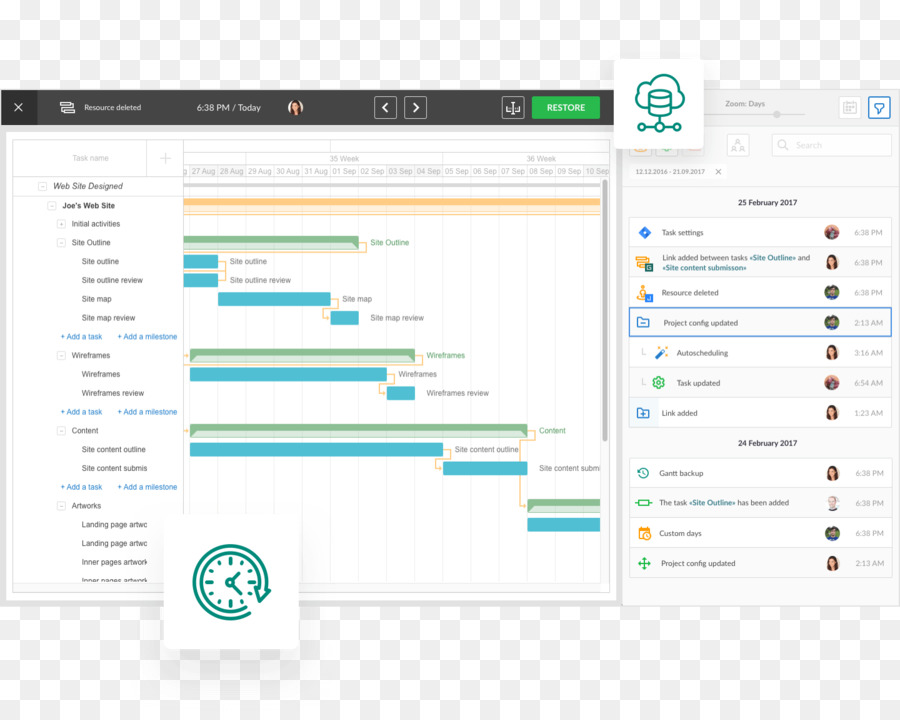 Resource deleted
6:38 PM / Today
RESTORE
Zoom: Days
Search
12.12.2016 - 21.09.2017
Task name
35 Week
36 Week
27 Aug 28 Aug 29 Aug 30 Aug 31 Aug 01 Sep 02 Sep 03 Sep 04 Sep 05 Sep 06 Sep 07 Sep 08 Sep 09 Sep 10 Sep
Web Site Designed
Joe's Web Site
Initial activities
Site Outline
Site Outline
Site outline
Site outline
Site outline review
Site outline review
Site map
Site map
Site map review
Site map review
+ Add a task + Add a milestone
Wireframes
Wireframes
Wireframes
Wireframes
Wireframes review
Wireframes review
+ Add a task + Add a milestone
Content
Content
Site content outline
Site content outline
Site content submis
Site content subm
+ Add a task + Add a milestone
Artworks
Landing page artwo
Landing page artwo
Inner pages artwork
Inner pages artwork
25 February 2017
Task settings 6:38 PM
Link added between tasks «Site Outline» and
«Site content submisson» 6:38 PM
Resource deleted 6:38 PM
Project config updated 2:13 AM
Autoscheduling 3:16 AM
Task updated 6:54 AM
Link added 1:23 AM
24 February 2017
Gantt backup 6:38 PM
The task «Site Outline» has been added 6:38 PM
Custom days 6:38 PM
Project config updated 2:13 AM